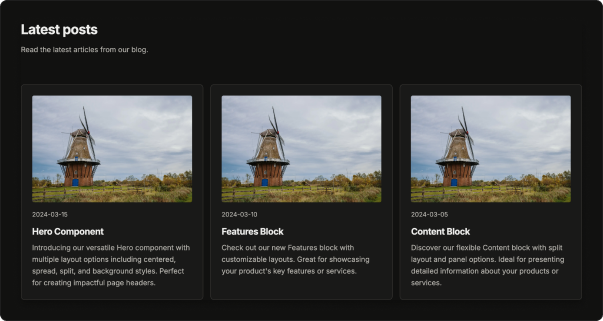 Latest posts
Read the latest articles from our blog.
2024-03-15
Hero Component
Introducing our versatile Hero component with
multiple layout options including centered,
spread, split, and background styles. Perfect
for creating impactful page headers.
2024-03-10
Features Block
Check out our new Features block with
customizable layouts. Great for showcasing
your product's key features or services.
2024-03-05
Content Block
Discover our flexible Content block with split
layout and panel options. Ideal for presenting
detailed information about your products or
services.